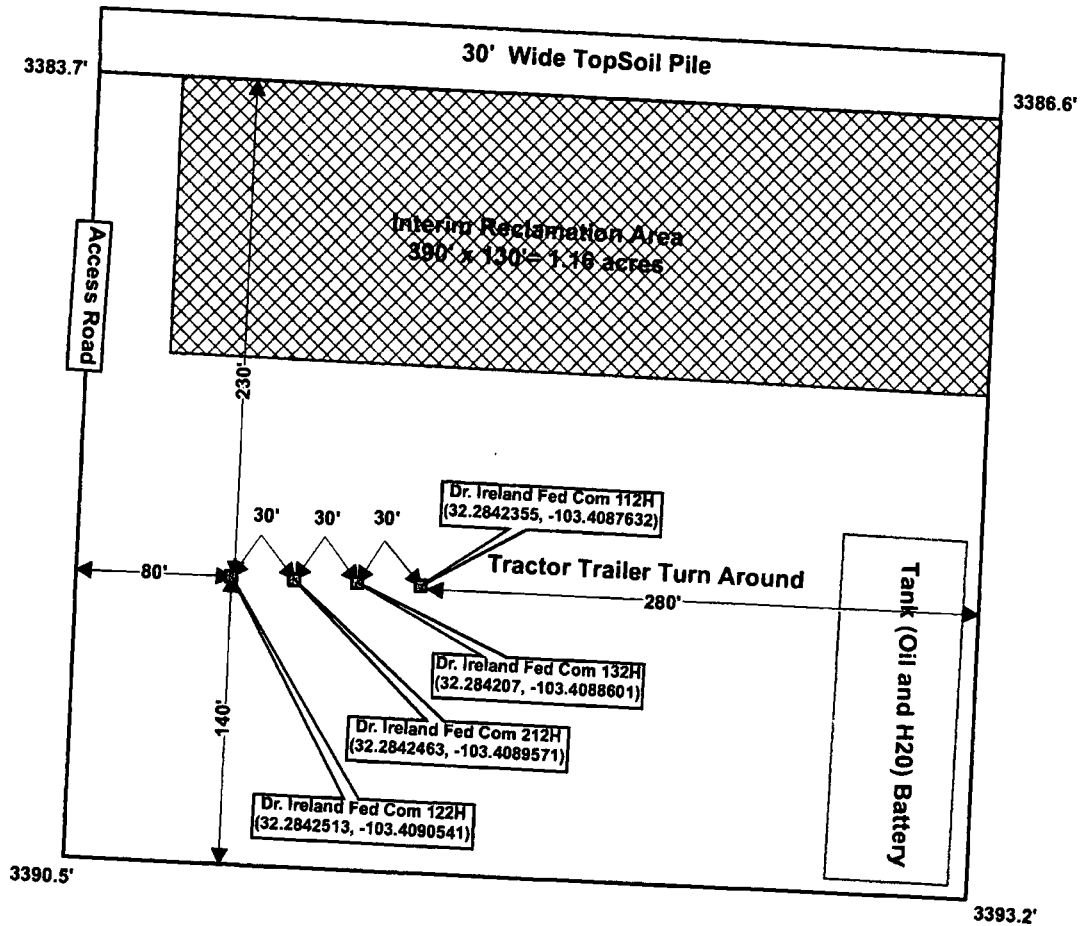 30' Wide TopSoil Pile
3383.7'
3386.6'
Interim Reclamation Area
390' x 130'= 1.16 acres
Access Road
230'
Dr. Ireland Fed Com 112H
(32.2842355, -103.4087632)
30'
30'
30'
Tractor Trailer Turn Around
80'
280'
Tank (Oil and H20) Battery
Dr. Ireland Fed Com 132H
(32.284207, -103.4088601)
140'
Dr. Ireland Fed Com 212H
(32.2842463, -103.4089571)
Dr. Ireland Fed Com 122H
(32.2842513, -103.4090541)
3390.5'
3393.2'